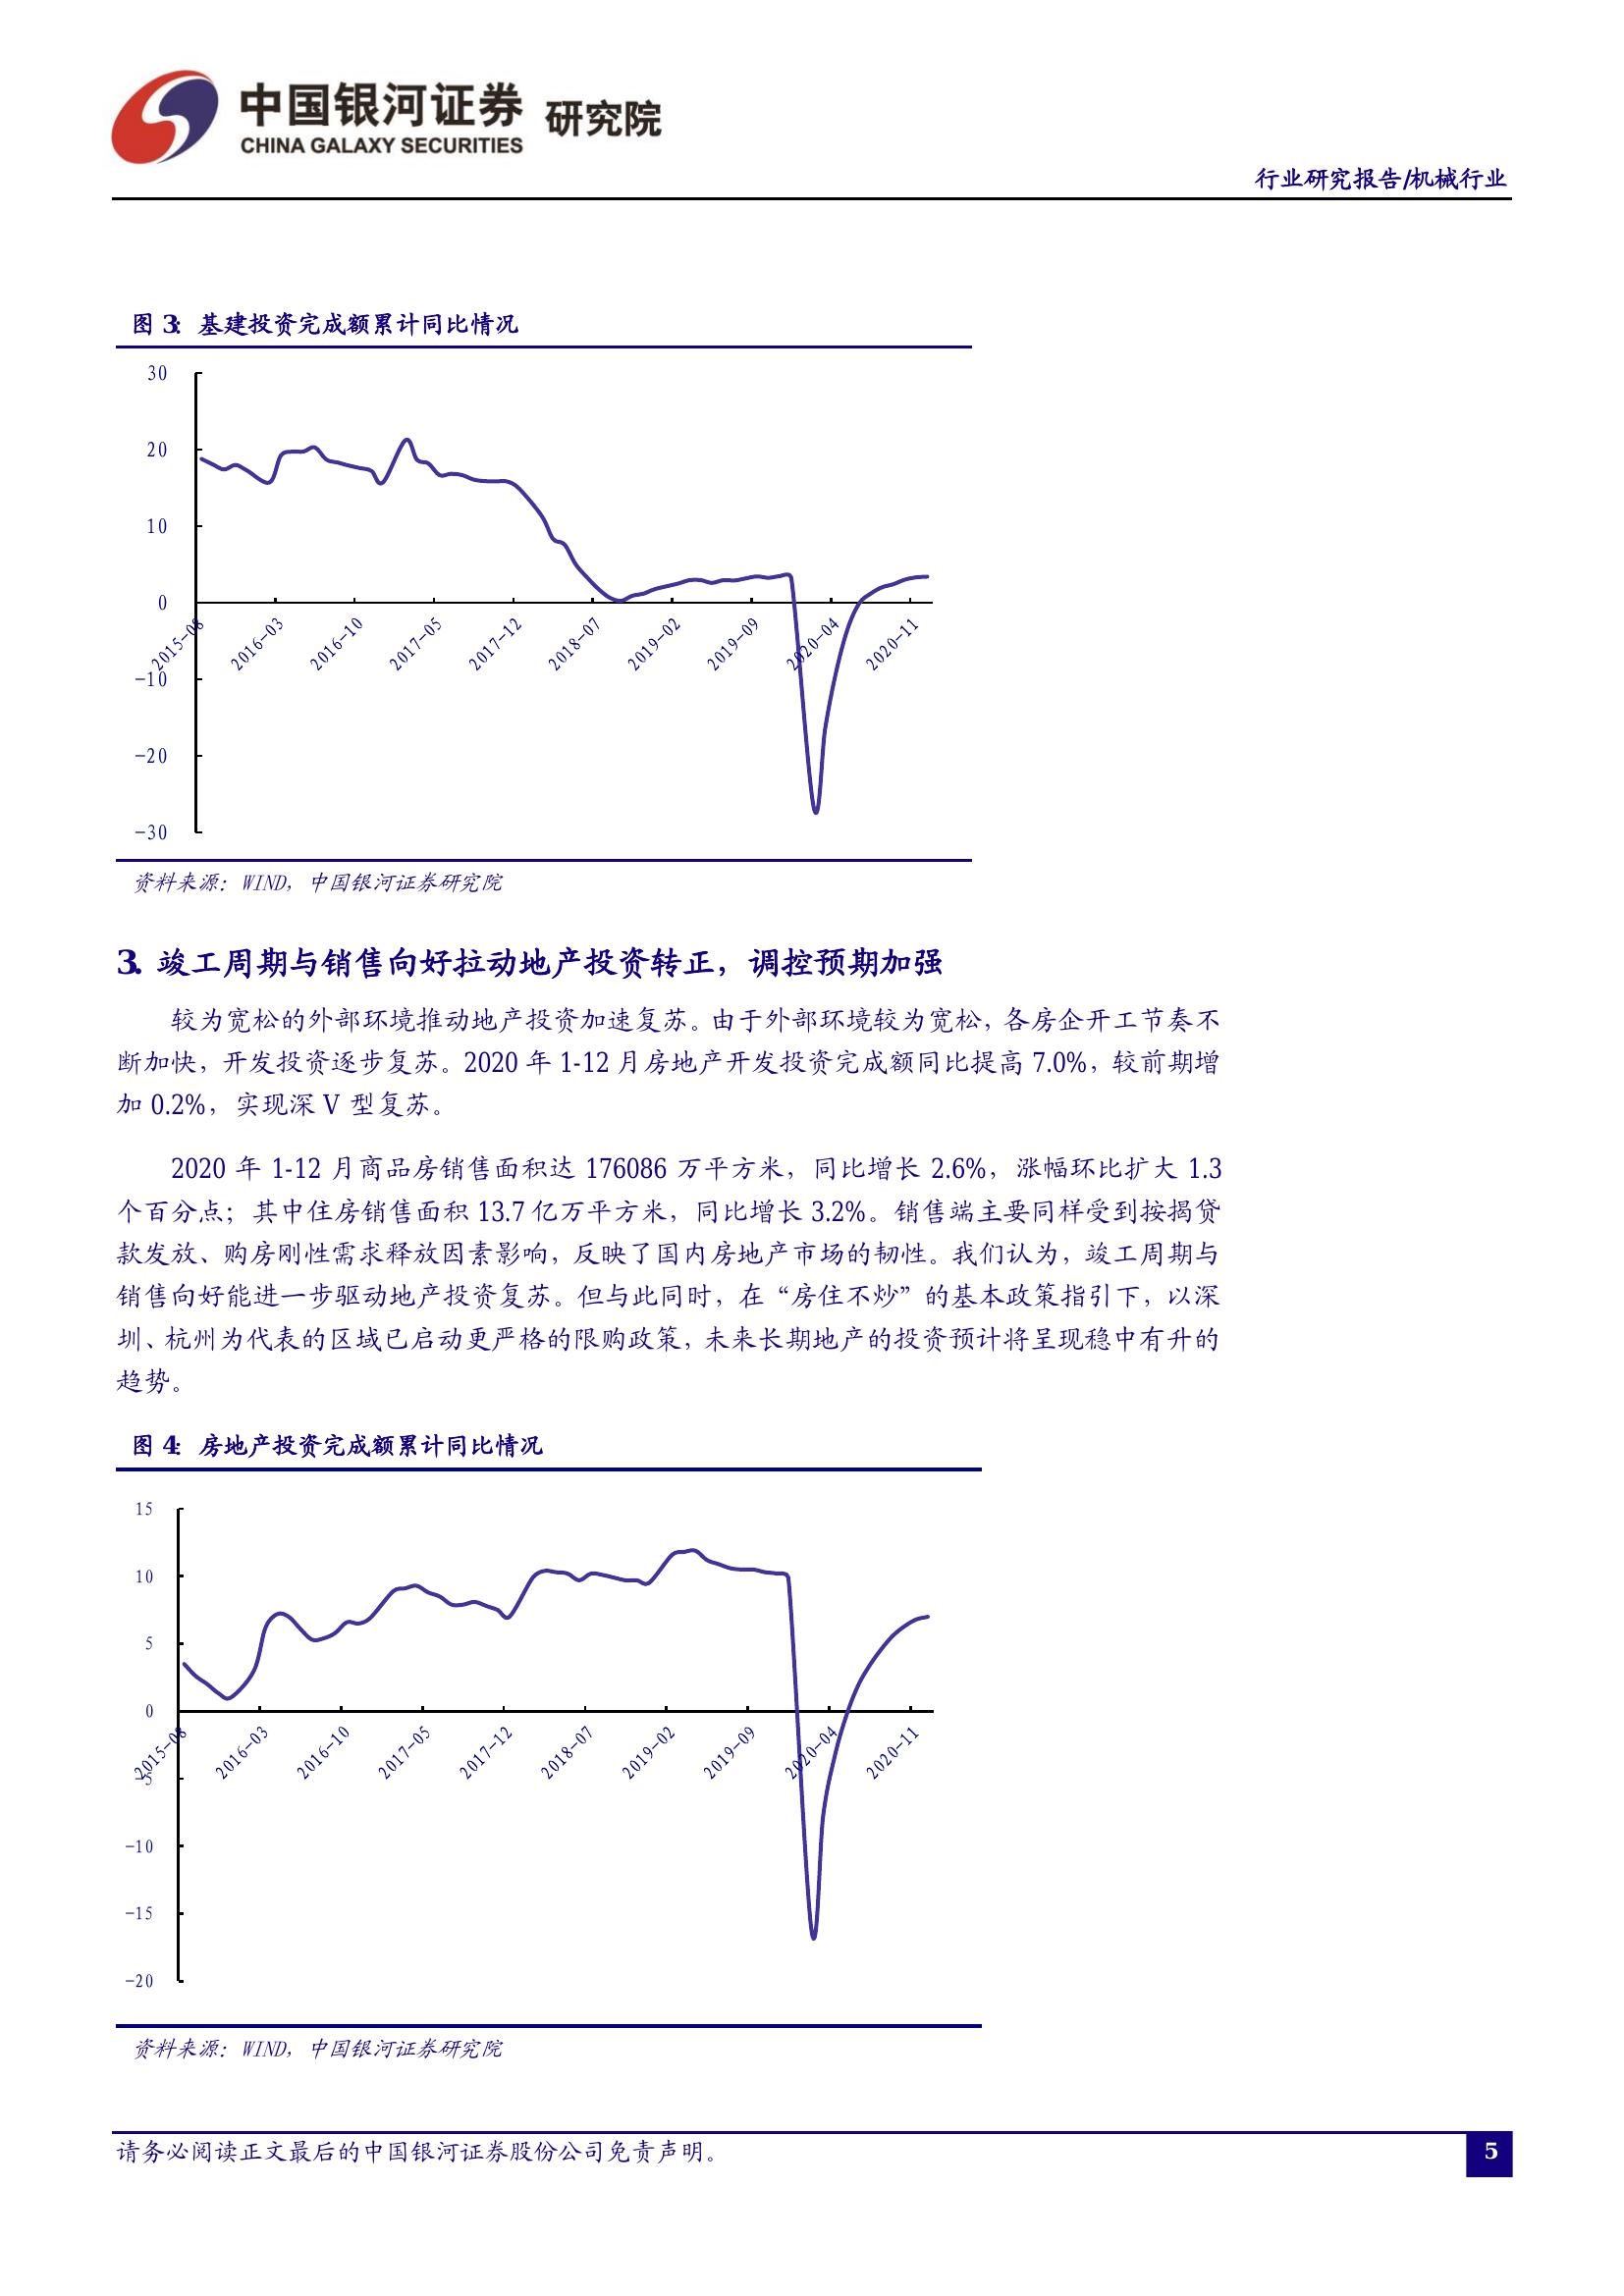 中国银河证券 研究院
CHINA GALAXY SECURITIES
行业研究报告/机械行业
图 3: 基建投资完成额累计同比情况
30
20
10
0
-10
-20
-30
2015-08 2016-03 2016-10 2017-05 2017-12 2018-07 2019-02 2019-09 2020-04 2020-11
资料来源：WIND，中国银河证券研究院
3. 竣工周期与销售向好拉动地产投资转正，调控预期加强
较为宽松的外部环境推动地产投资加速复苏。由于外部环境较为宽松，各房企开工节奏不
断加快，开发投资逐步复苏。2020 年 1-12 月房地产开发投资完成额同比提高 7.0%，较前期增
加 0.2%，实现深 V 型复苏。
2020 年 1-12 月商品房销售面积达 176086 万平方米，同比增长 2.6%，涨幅环比扩大 1.3
个百分点；其中住房销售面积 13.7 亿万平方米，同比增长 3.2%。销售端主要同样受到按揭贷
款发放、购房刚性需求释放因素影响，反映了国内房地产市场的韧性。我们认为，竣工周期与
销售向好能进一步驱动地产投资复苏。但与此同时，在“房住不炒”的基本政策指引下，以深
圳、杭州为代表的区域已启动更严格的限购政策，未来长期地产的投资预计将呈现稳中有升的
趋势。
图 4: 房地产投资完成额累计同比情况
15
10
5
0
-5
-10
-15
-20
2015-08 2016-03 2016-10 2017-05 2017-12 2018-07 2019-02 2019-09 2020-04 2020-11
资料来源：WIND，中国银河证券研究院
请务必阅读正文最后的中国银河证券股份公司免责声明。
5